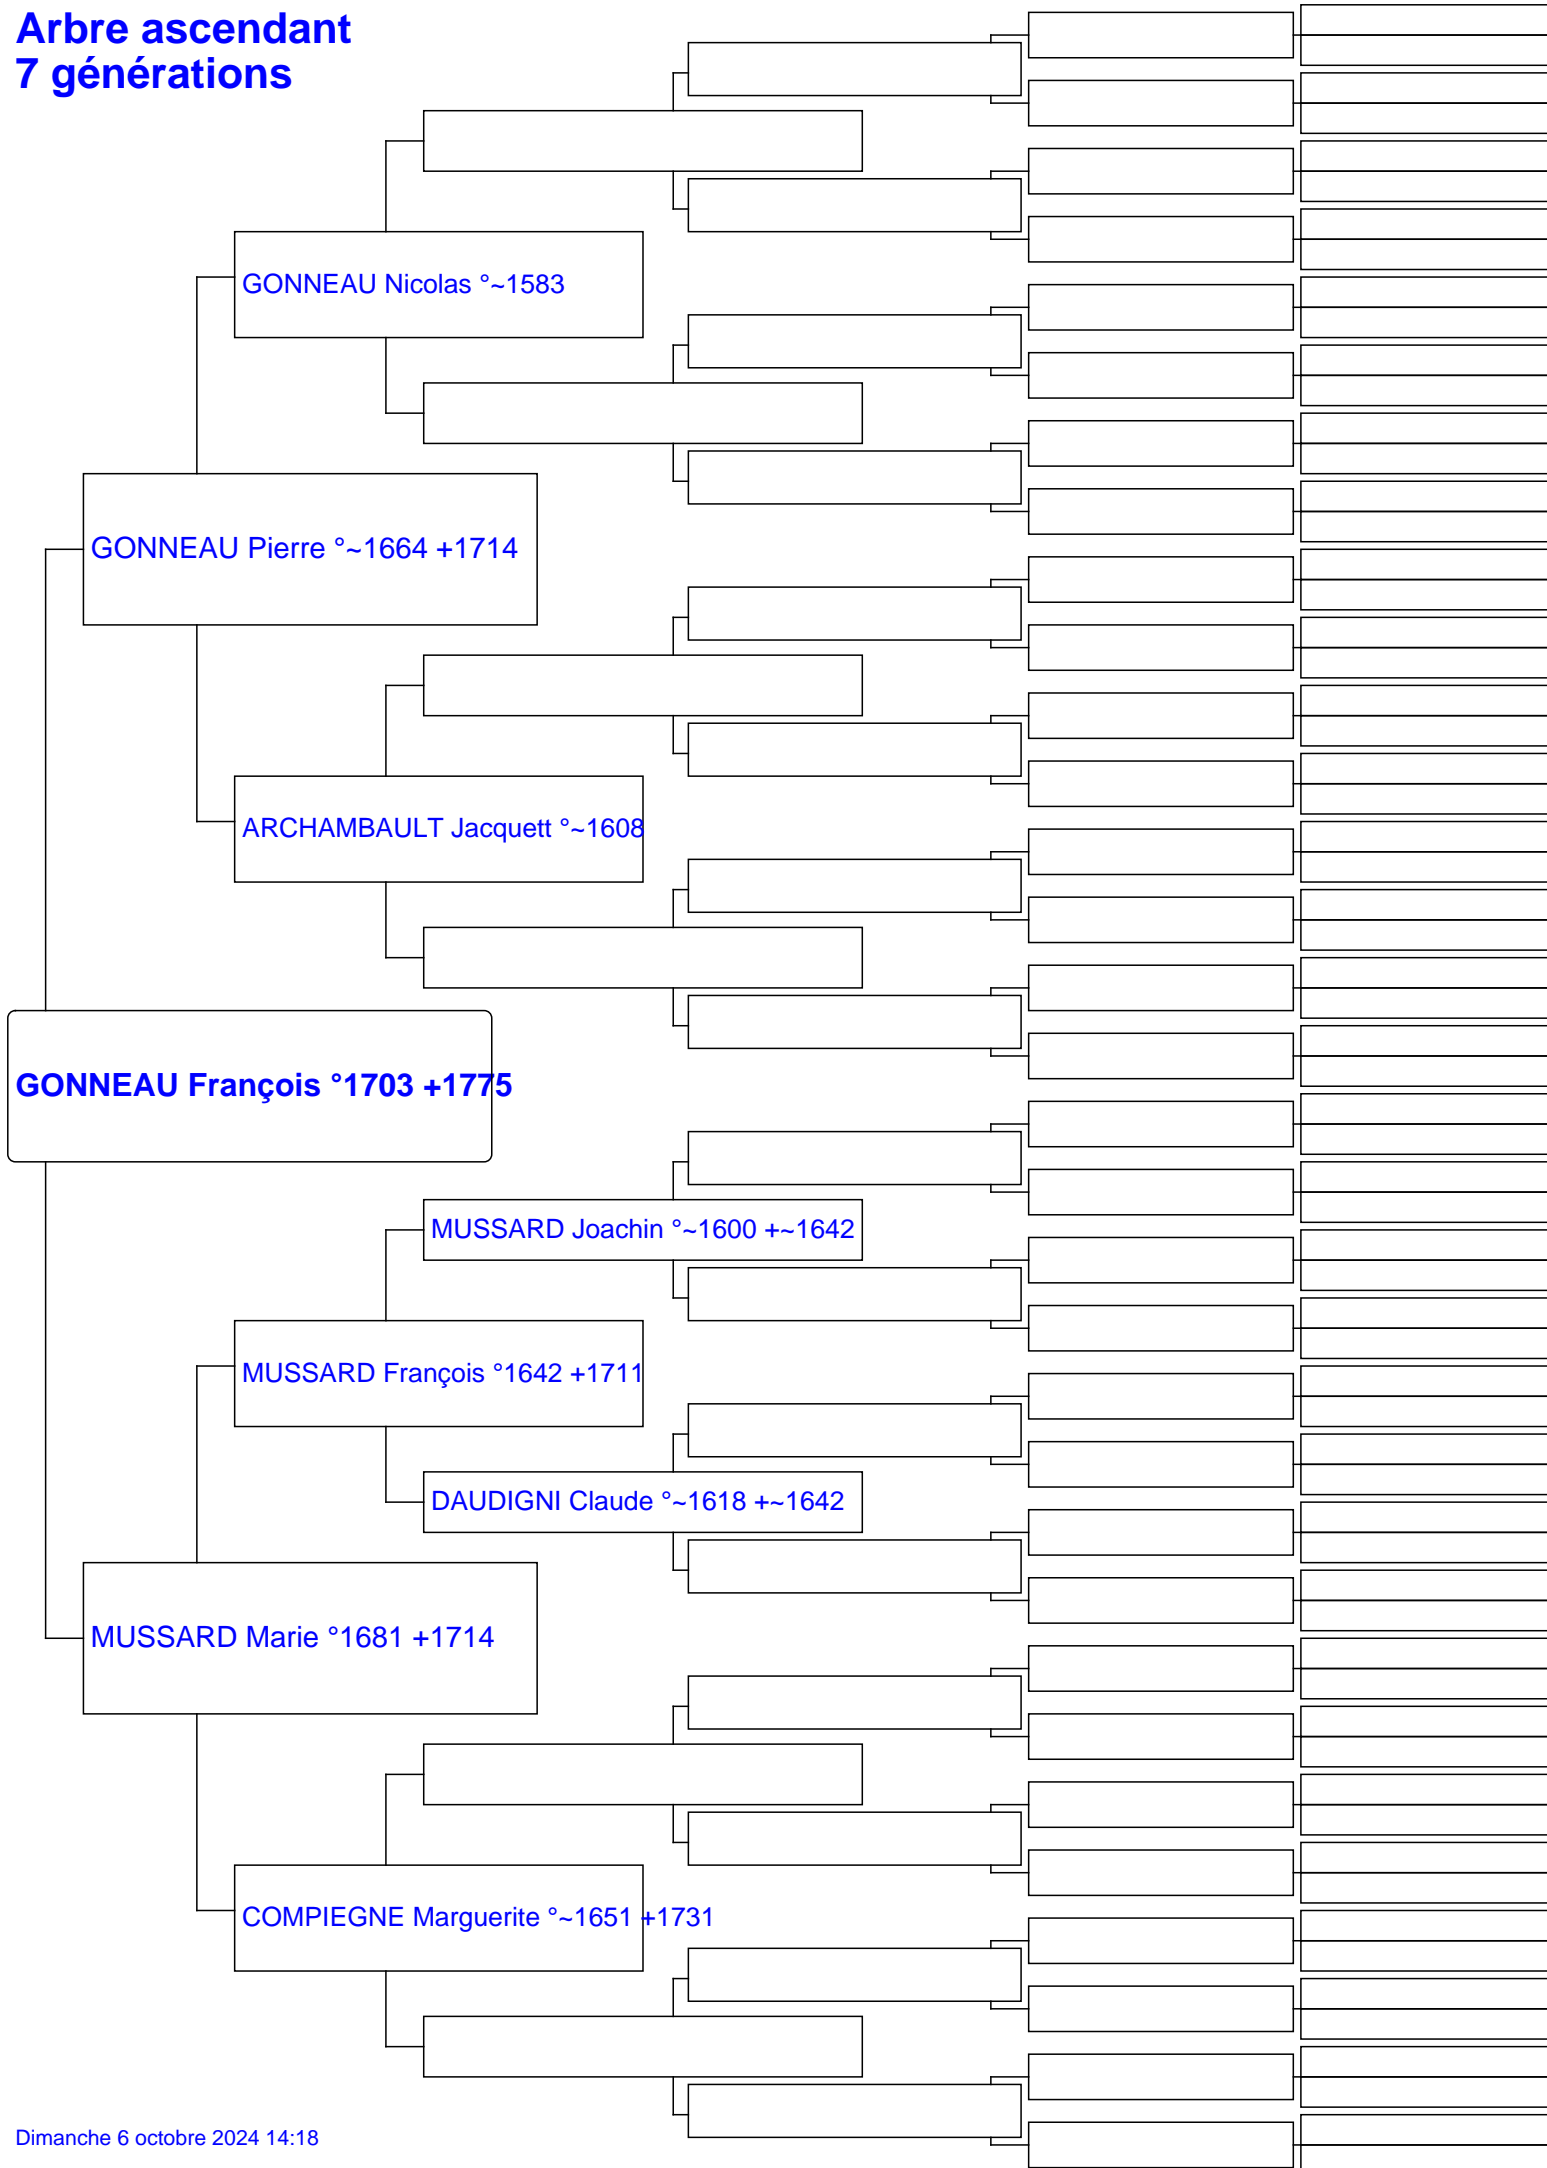 Arbre ascendant
7 générations
GONNEAU Nicolas °~1583
GONNEAU Pierre °~1664 +1714
ARCHAMBAULT Jacquett °~1608
GONNEAU François °1703 +1775
MUSSARD Joachin °~1600 +~1642
MUSSARD François °1642 +1711
DAUDIGNI Claude °~1618 +~1642
MUSSARD Marie °1681 +1714
COMPIEGNE Marguerite °~1651 +1731
Dimanche 6 octobre 2024 14:18